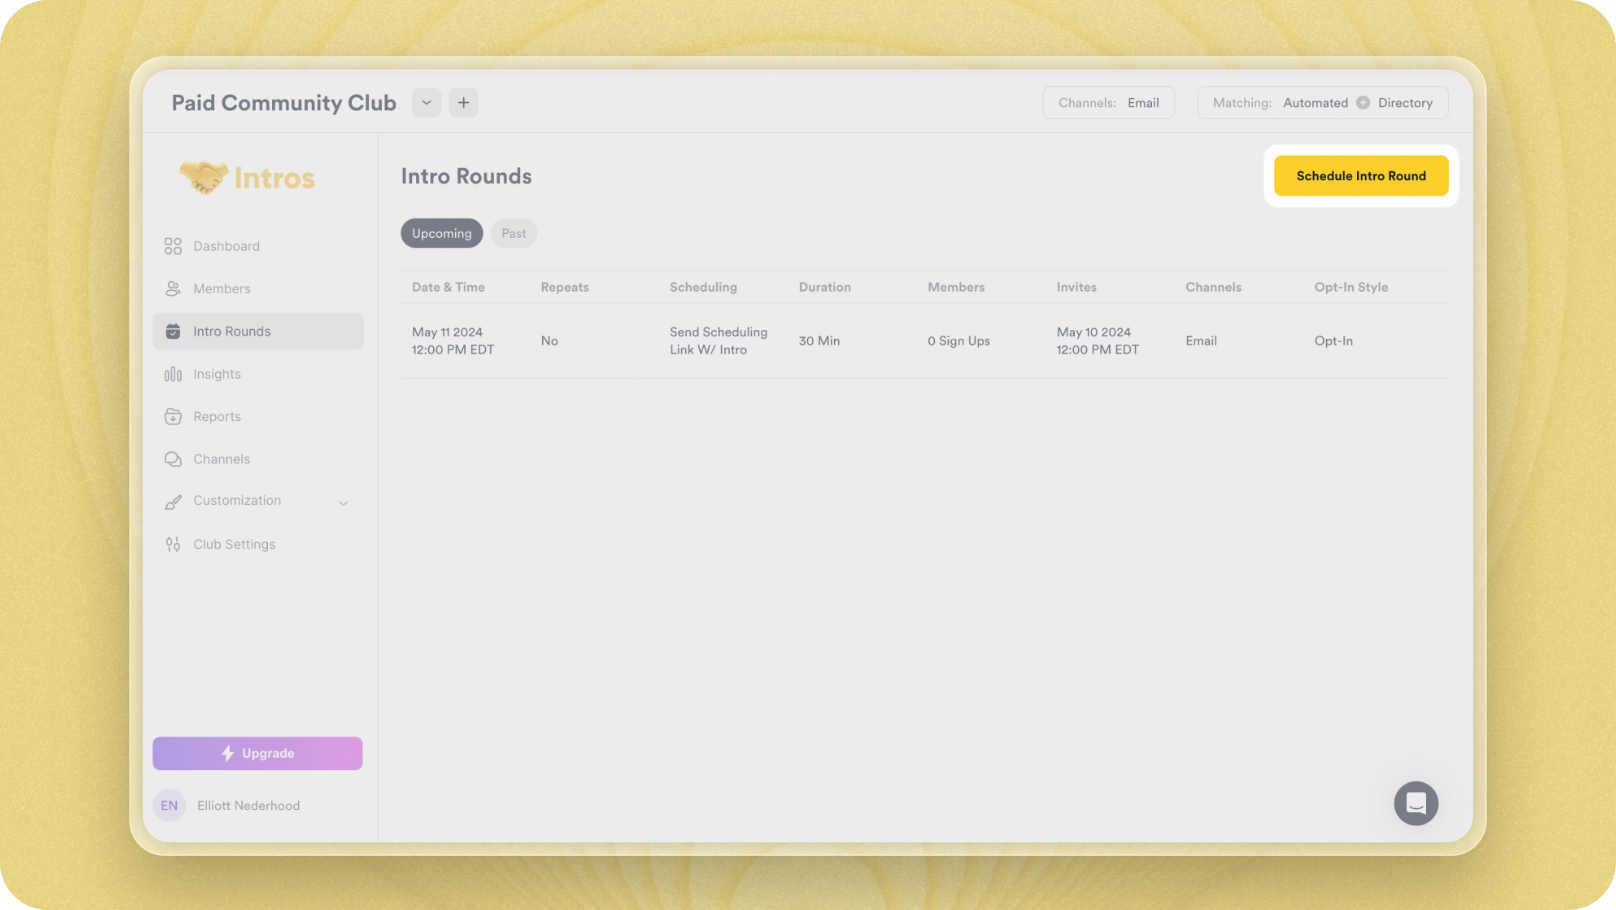 Paid Community Club
Channels: Email
Matching: Automated Directory
Intros
Dashboard
Members
Intro Rounds
Insights
Reports
Channels
Customization
Club Settings
Upgrade
EN Elliott Nederhood
Intro Rounds
Schedule Intro Round
Upcoming Past
Date & Time Repeats Scheduling Duration Members Invites Channels Opt-In Style
May 11 2024
12:00 PM EDT
No
Send Scheduling
Link W/ Intro
30 Min
0 Sign Ups
May 10 2024
12:00 PM EDT
Email
Opt-In